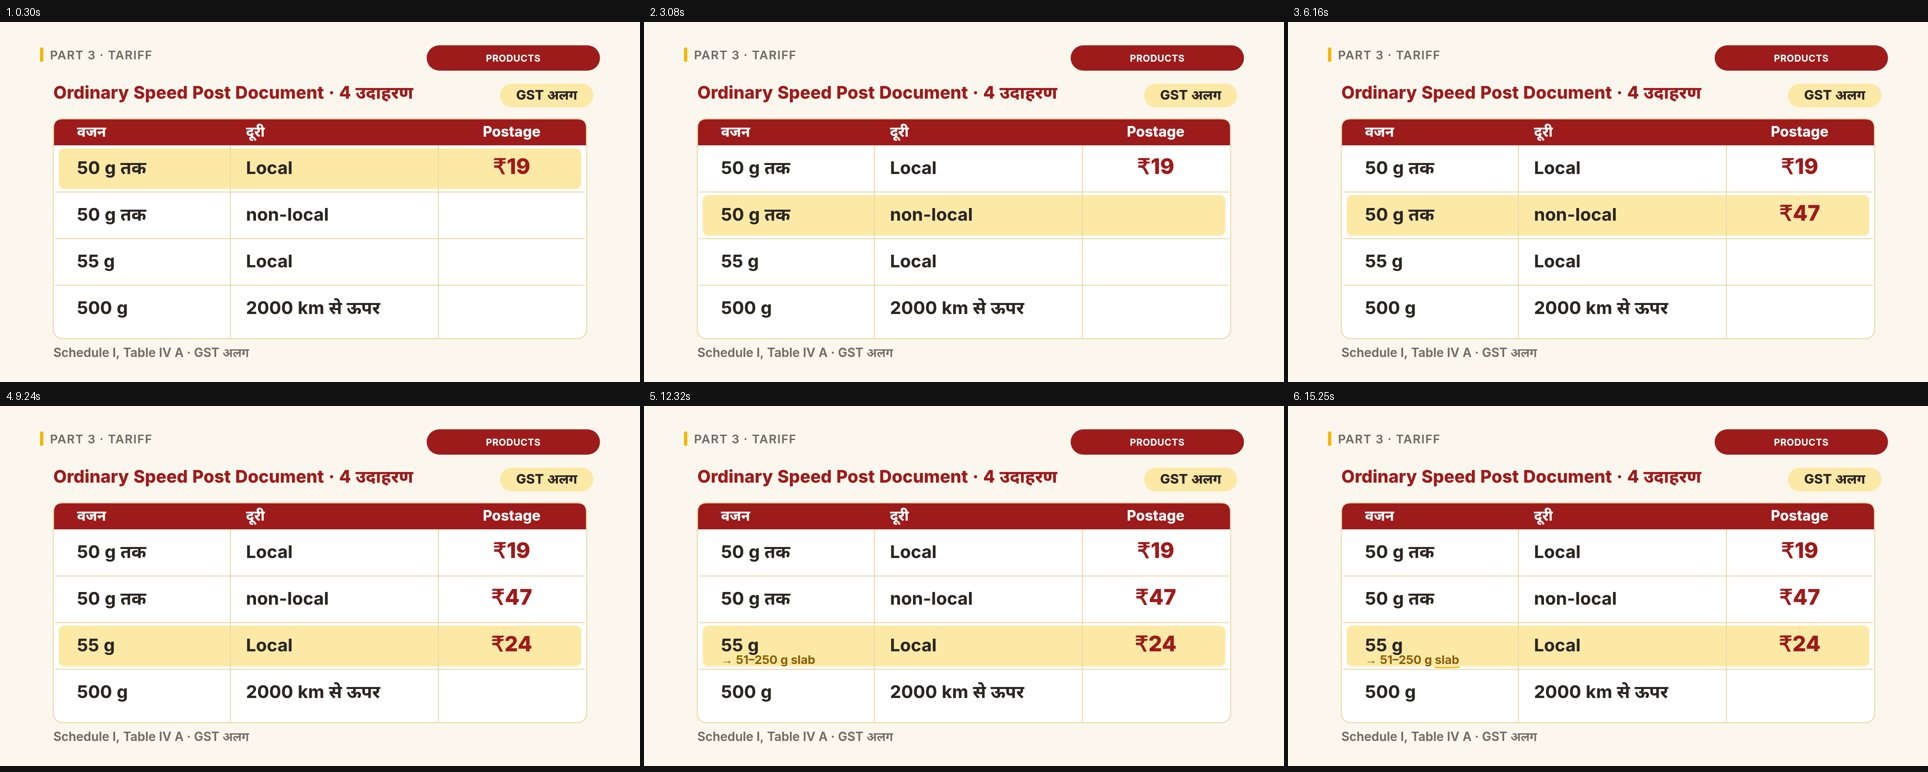 1. 0.30s
PART 3 · TARIFF
PRODUCTS
Ordinary Speed Post Document · 4 उदाहरण
GST अलग
वजन दूरी Postage
50 g तक Local ₹19
50 g तक non-local
55 g Local
500 g 2000 km से ऊपर
Schedule I, Table IV A · GST अलग
2. 3.08s
PART 3 · TARIFF
PRODUCTS
Ordinary Speed Post Document · 4 उदाहरण
GST अलग
वजन दूरी Postage
50 g तक Local ₹19
50 g तक non-local
55 g Local
500 g 2000 km से ऊपर
Schedule I, Table IV A · GST अलग
3. 6.16s
PART 3 · TARIFF
PRODUCTS
Ordinary Speed Post Document · 4 उदाहरण
GST अलग
वजन दूरी Postage
50 g तक Local ₹19
50 g तक non-local ₹47
55 g Local
500 g 2000 km से ऊपर
Schedule I, Table IV A · GST अलग
4. 9.24s
PART 3 · TARIFF
PRODUCTS
Ordinary Speed Post Document · 4 उदाहरण
GST अलग
वजन दूरी Postage
50 g तक Local ₹19
50 g तक non-local ₹47
55 g Local ₹24
500 g 2000 km से ऊपर
Schedule I, Table IV A · GST अलग
5. 12.32s
PART 3 · TARIFF
PRODUCTS
Ordinary Speed Post Document · 4 उदाहरण
GST अलग
वजन दूरी Postage
50 g तक Local ₹19
50 g तक non-local ₹47
55 g Local ₹24
→ 51–250 g slab
500 g 2000 km से ऊपर
Schedule I, Table IV A · GST अलग
6. 15.25s
PART 3 · TARIFF
PRODUCTS
Ordinary Speed Post Document · 4 उदाहरण
GST अलग
वजन दूरी Postage
50 g तक Local ₹19
50 g तक non-local ₹47
55 g Local ₹24
→ 51–250 g slab
500 g 2000 km से ऊपर
Schedule I, Table IV A · GST अलग